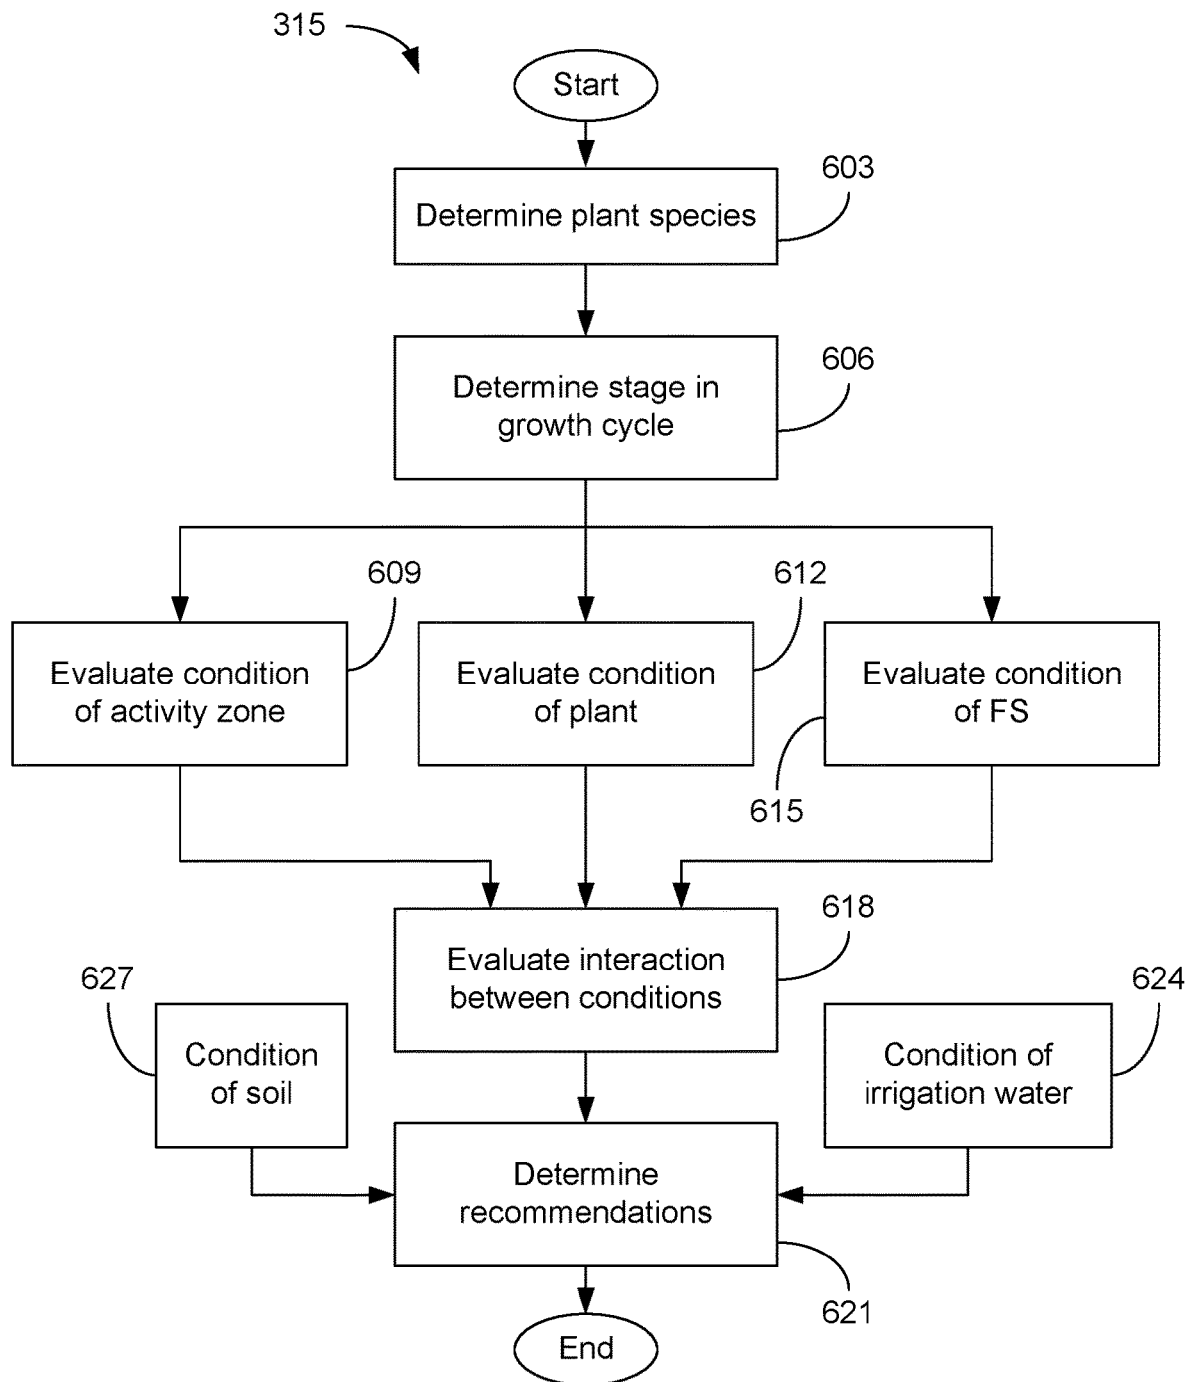 315
Start
603
Determine plant species
606
Determine stage in
growth cycle
609
612
Evaluate condition
of activity zone
Evaluate condition
of plant
Evaluate condition
of FS
615
618
Evaluate interaction
between conditions
627
624
Condition
of soil
Condition of
irrigation water
Determine
recommendations
621
End